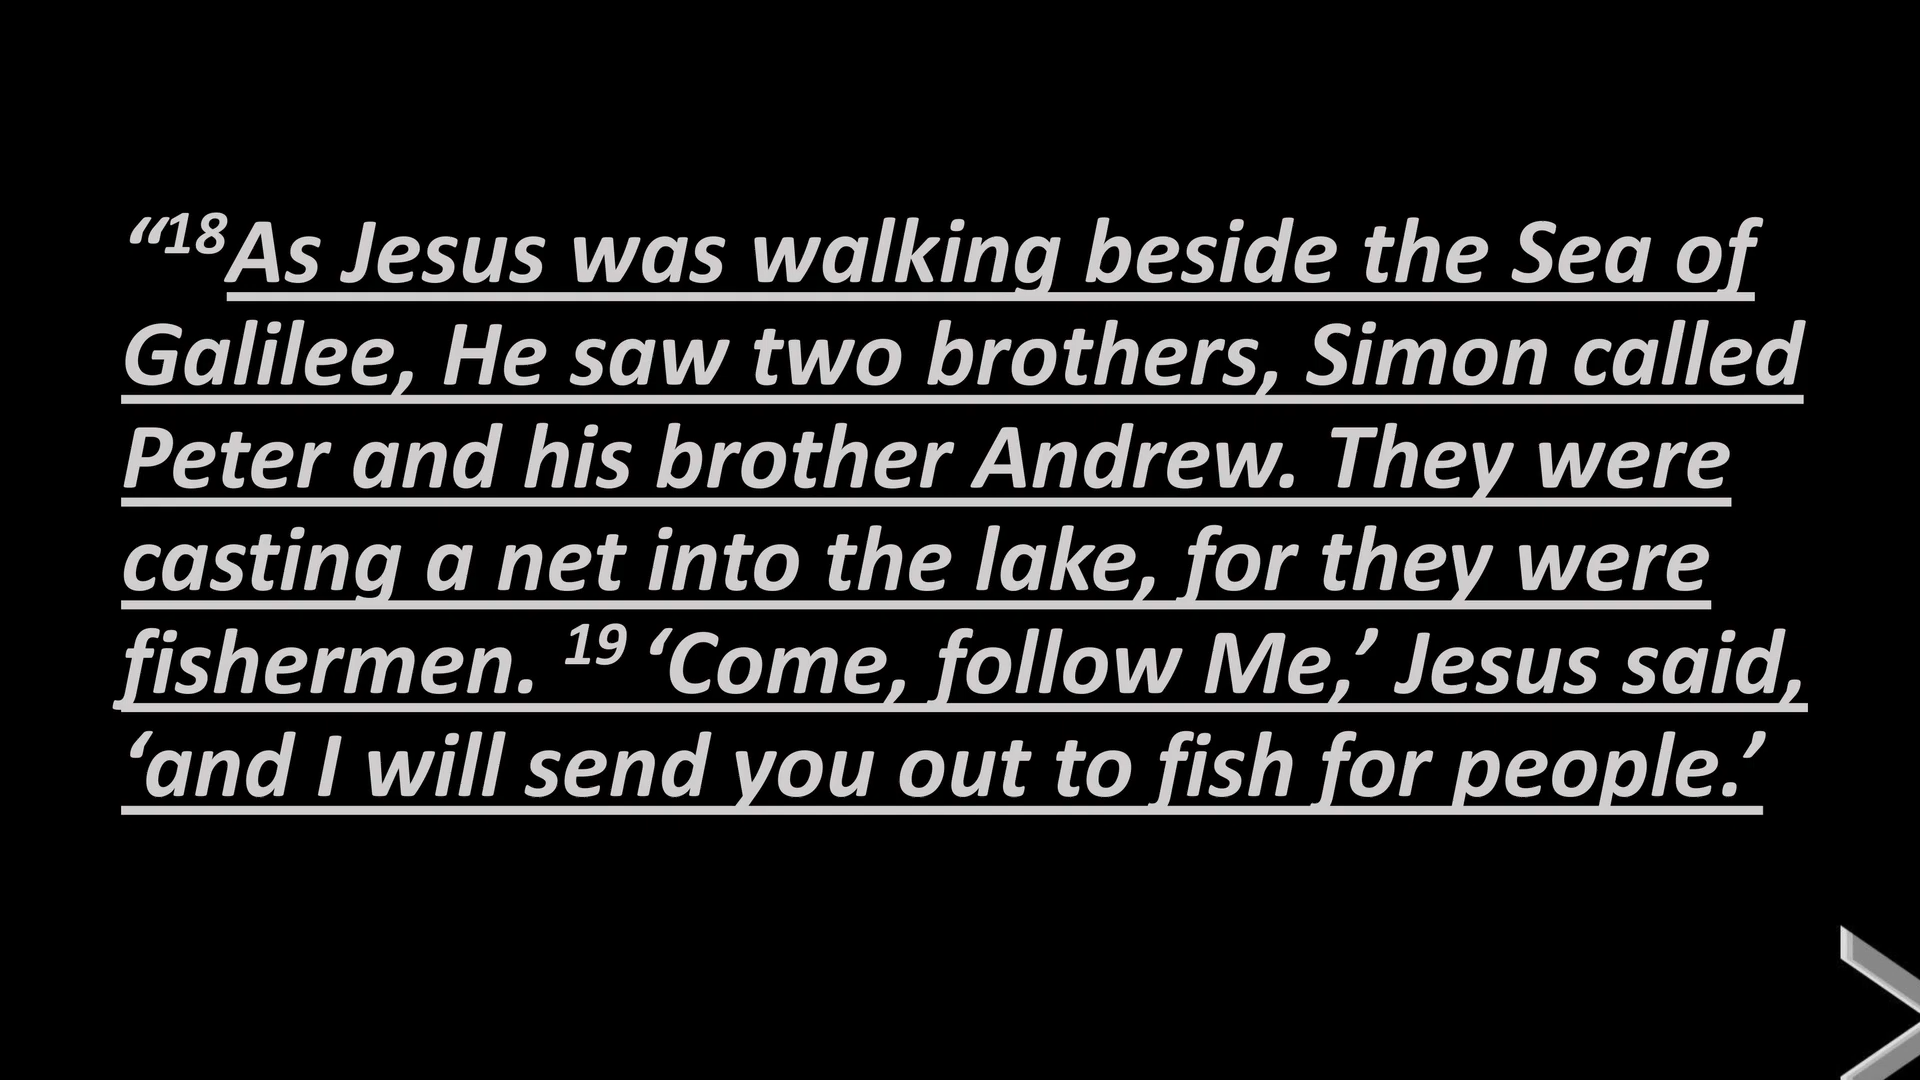 “18As Jesus was walking beside the Sea of
Galilee, He saw two brothers, Simon called
Peter and his brother Andrew. They were
casting a net into the lake, for they were
fishermen. 19 ‘Come, follow Me,’ Jesus said,
‘and I will send you out to fish for people.’